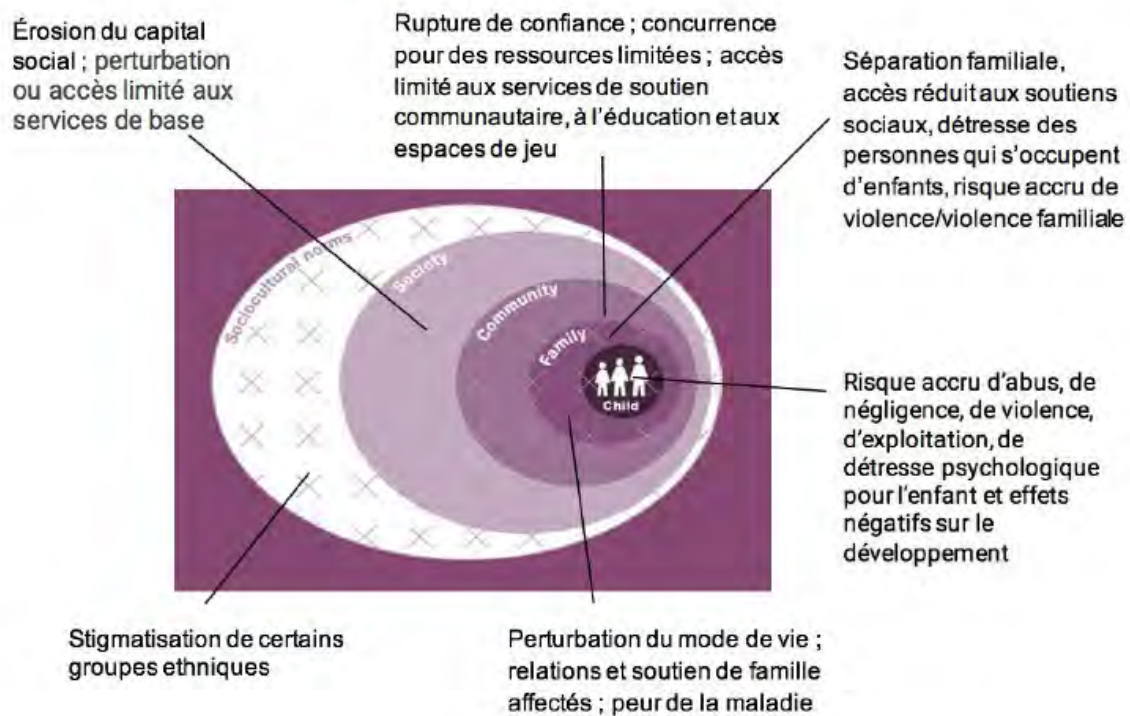 Érosion du capital
social ; perturbation
ou accès limité aux
services de base
Rupture de confiance ; concurrence
pour des ressources limitées ; accès
limité aux services de soutien
communautaire, à l'éducation et aux
espaces de jeu
Séparation familiale,
accès réduit aux soutiens
sociaux, détresse des
personnes qui s'occupent
d'enfants, risque accru de
violence/violence familiale
Sociocultural norms
Society
Community
Family
Child
Risque accru d'abus, de
négligence, de violence,
d'exploitation, de
détresse psychologique
pour l'enfant et effets
négatifs sur le
développement
Stigmatisation de certains
groupes ethniques
Perturbation du mode de vie ;
relations et soutien de famille
affectés ; peur de la maladie